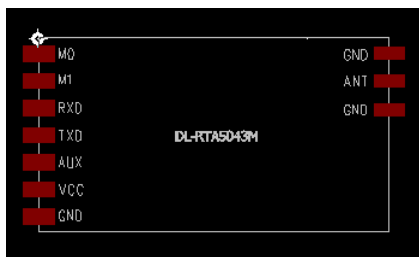 M0
M1
RXD
TXD
AUX
VCC
GND
DL-RTA5043M
GND
ANT
GND